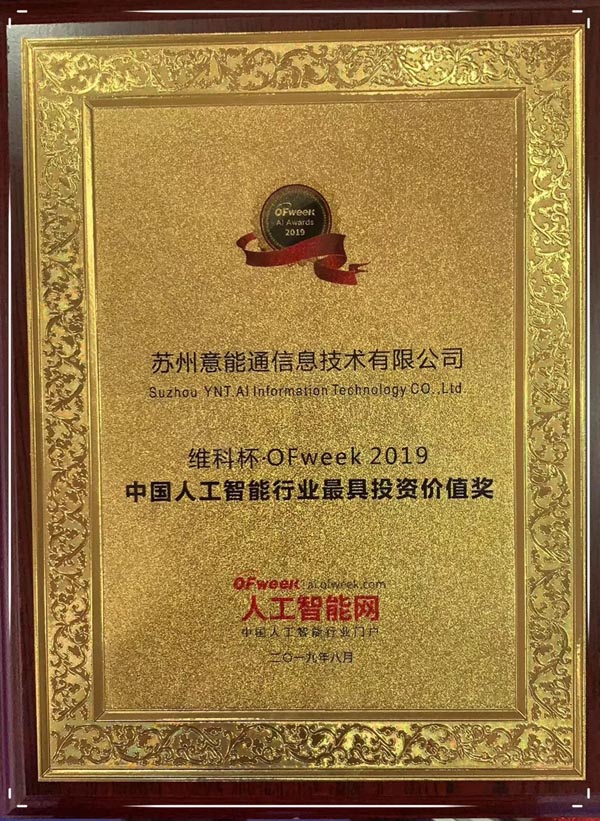 OFweek
AI Awards
2019
苏州意能通信息技术有限公司
Suzhou YNT.AI Information Technology CO.,Ltd.
维科杯·OFweek 2019
中国人工智能行业最具投资价值奖
OFweek ai.ofweek.com
人工智能网
中国人工智能行业门户
二〇一九年八月